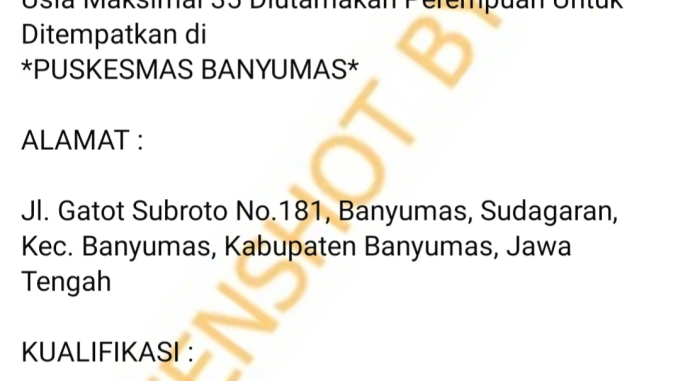 Usia Maksimal 35 Diutamakan Perempuan Untuk
Ditempatkan di
*PUSKESMAS BANYUMAS*
ALAMAT :
Jl. Gatot Subroto No.181, Banyumas, Sudagaran,
Kec. Banyumas, Kabupaten Banyumas, Jawa
Tengah
KUALIFIKASI :
ENSHOT BY